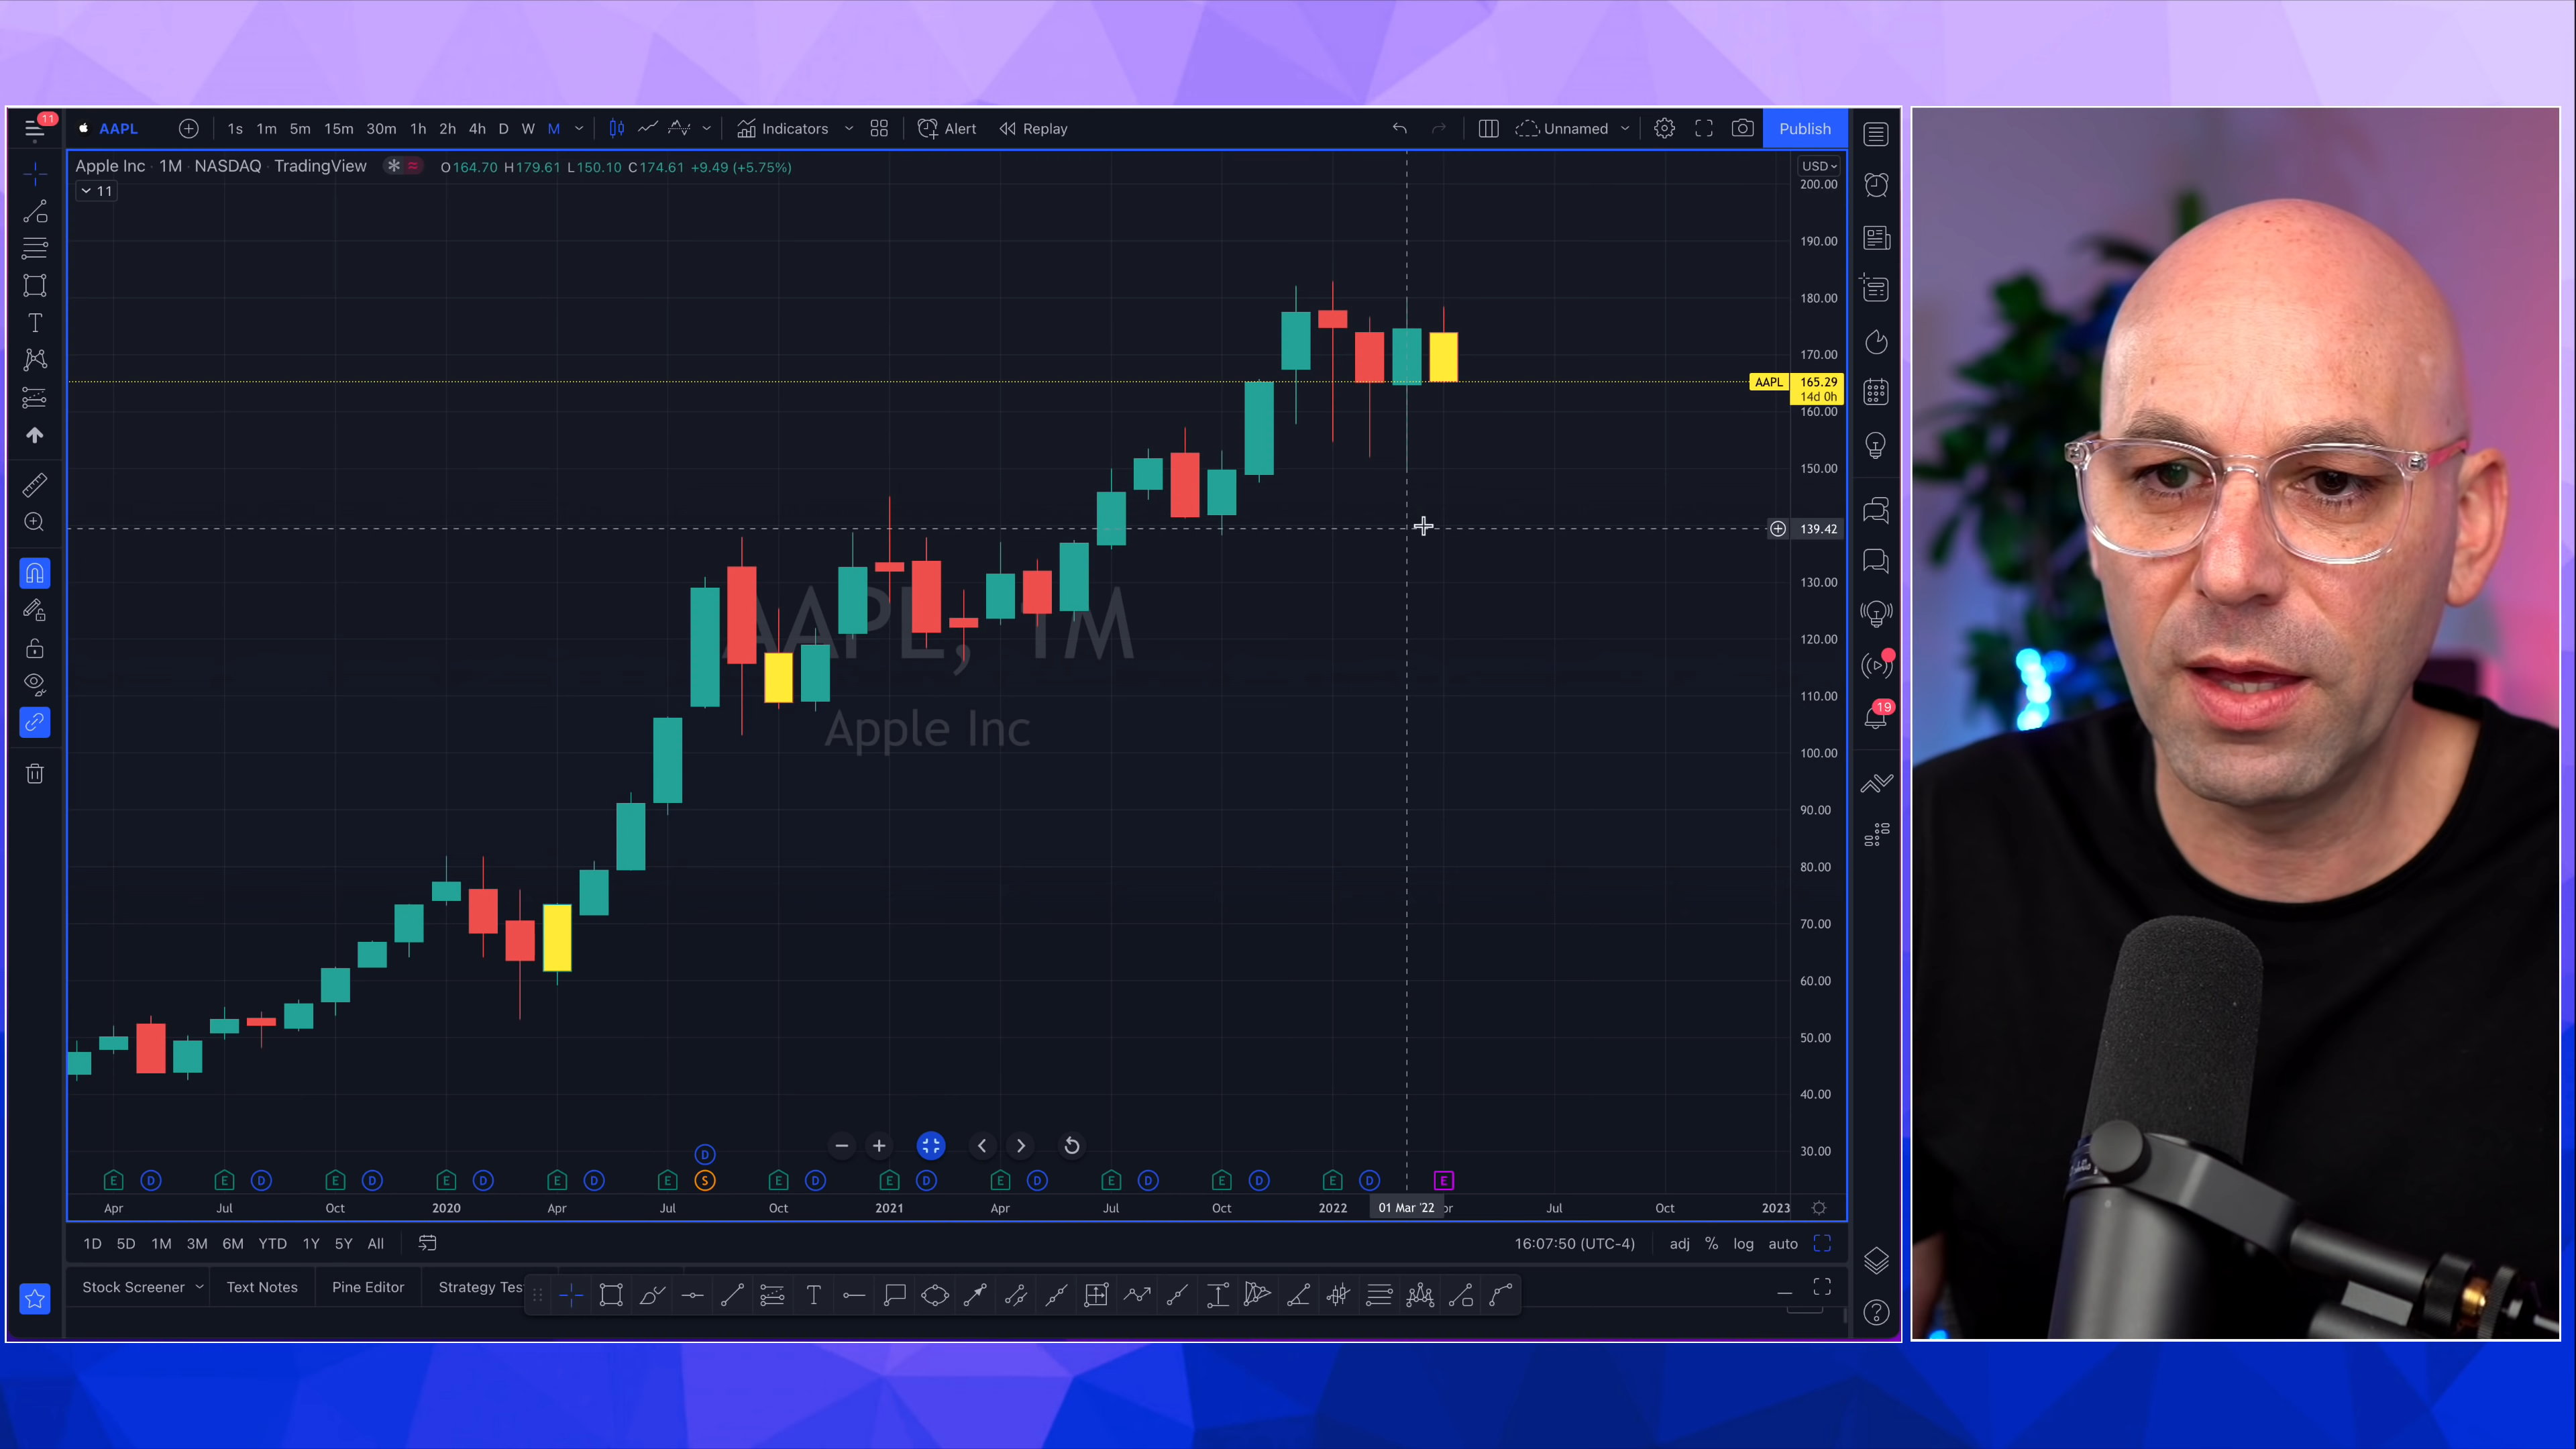 11
AAPL 1s 1m 5m 15m 30m 1h 2h 4h D W M Indicators Alert Replay Unnamed Publish
Apple Inc · 1M · NASDAQ · TradingView O164.70 H179.61 L150.10 C174.61 +9.49 (+5.75%) USD
11
200.00
190.00
180.00
170.00
AAPL 165.29
14d 0h
160.00
150.00
139.42
130.00
120.00
110.00
100.00
90.00
80.00
70.00
60.00
50.00
40.00
30.00
AAPL, 1M
Apple Inc
19
D
E D E D E D E D E D E S E D E D E D E D E D E D E
Apr Jul Oct 2020 Apr Jul Oct 2021 Apr Jul Oct 2022 01 Mar '22 Jul Oct 2023
1D 5D 1M 3M 6M YTD 1Y 5Y All 16:07:50 (UTC-4) adj % log auto
Stock Screener Text Notes Pine Editor Strategy Tes